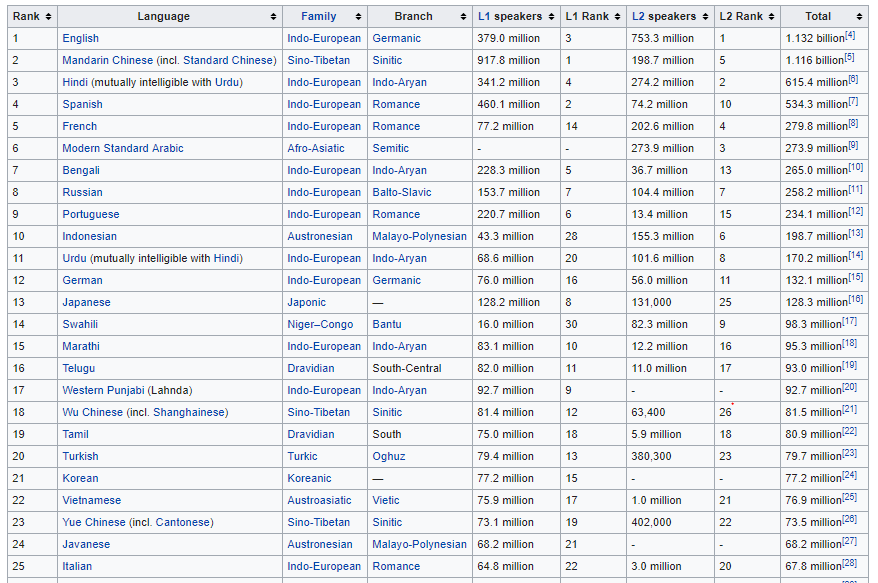 Rank Language Family Branch L1 speakers L1 Rank L2 speakers L2 Rank Total
1 English Indo-European Germanic 379.0 million 3 753.3 million 1 1.132 billion[4]
2 Mandarin Chinese (incl. Standard Chinese) Sino-Tibetan Sinitic 917.8 million 1 198.7 million 5 1.116 billion[5]
3 Hindi (mutually intelligible with Urdu) Indo-European Indo-Aryan 341.2 million 4 274.2 million 2 615.4 million[6]
4 Spanish Indo-European Romance 460.1 million 2 74.2 million 10 534.3 million[7]
5 French Indo-European Romance 77.2 million 14 202.6 million 4 279.8 million[8]
6 Modern Standard Arabic Afro-Asiatic Semitic - - 273.9 million 3 273.9 million[9]
7 Bengali Indo-European Indo-Aryan 228.3 million 5 36.7 million 13 265.0 million[10]
8 Russian Indo-European Balto-Slavic 153.7 million 7 104.4 million 7 258.2 million[11]
9 Portuguese Indo-European Romance 220.7 million 6 13.4 million 15 234.1 million[12]
10 Indonesian Austronesian Malayo-Polynesian 43.3 million 28 155.3 million 6 198.7 million[13]
11 Urdu (mutually intelligible with Hindi) Indo-European Indo-Aryan 68.6 million 20 101.6 million 8 170.2 million[14]
12 German Indo-European Germanic 76.0 million 16 56.0 million 11 132.1 million[15]
13 Japanese Japonic — 128.2 million 8 131,000 25 128.3 million[16]
14 Swahili Niger–Congo Bantu 16.0 million 30 82.3 million 9 98.3 million[17]
15 Marathi Indo-European Indo-Aryan 83.1 million 10 12.2 million 16 95.3 million[18]
16 Telugu Dravidian South-Central 82.0 million 11 11.0 million 17 93.0 million[19]
17 Western Punjabi (Lahnda) Indo-European Indo-Aryan 92.7 million 9 - - 92.7 million[20]
18 Wu Chinese (incl. Shanghainese) Sino-Tibetan Sinitic 81.4 million 12 63,400 26 81.5 million[21]
19 Tamil Dravidian South 75.0 million 18 5.9 million 18 80.9 million[22]
20 Turkish Turkic Oghuz 79.4 million 13 380,300 23 79.7 million[23]
21 Korean Koreanic — 77.2 million 15 - - 77.2 million[24]
22 Vietnamese Austroasiatic Vietic 75.9 million 17 1.0 million 21 76.9 million[25]
23 Yue Chinese (incl. Cantonese) Sino-Tibetan Sinitic 73.1 million 19 402,000 22 73.5 million[26]
24 Javanese Austronesian Malayo-Polynesian 68.2 million 21 - - 68.2 million[27]
25 Italian Indo-European Romance 64.8 million 22 3.0 million 20 67.8 million[28]